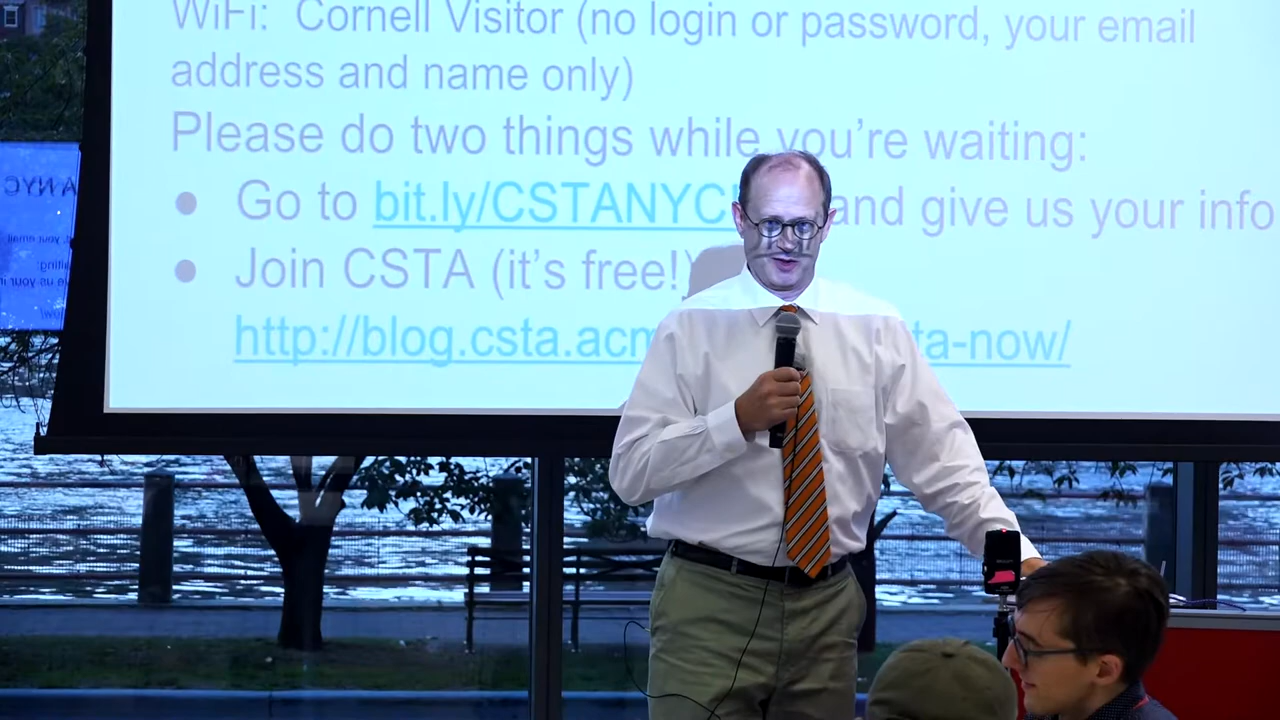 WiFi: Cornell Visitor (no login or password, your email
address and name only)
Please do two things while you're waiting:
● Go to bit.ly/CSTANYC and give us your info
● Join CSTA (it's free!)
http://blog.csta.acm ta-now/